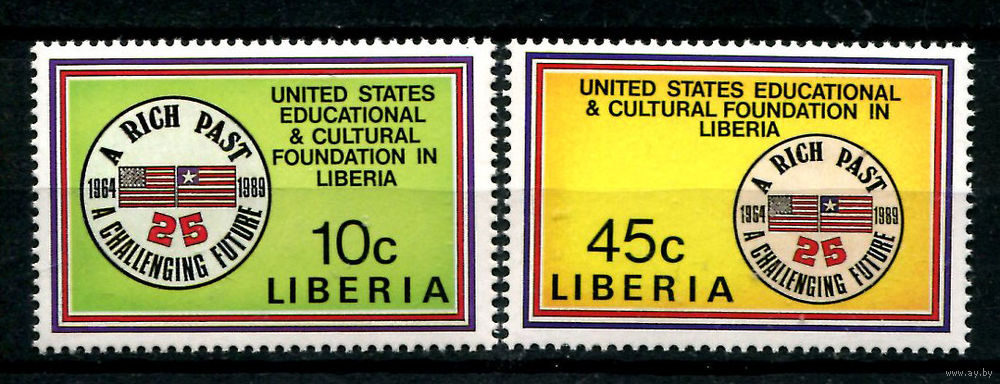 UNITED STATES
EDUCATIONAL
& CULTURAL
FOUNDATION IN
LIBERIA
A RICH PAST
1964 1989
25
A CHALLENGING FUTURE
10c
LIBERIA
UNITED STATES EDUCATIONAL
& CULTURAL FOUNDATION IN
LIBERIA
A RICH PAST
1964 1989
25
A CHALLENGING FUTURE
45c
LIBERIA
www.ay.by